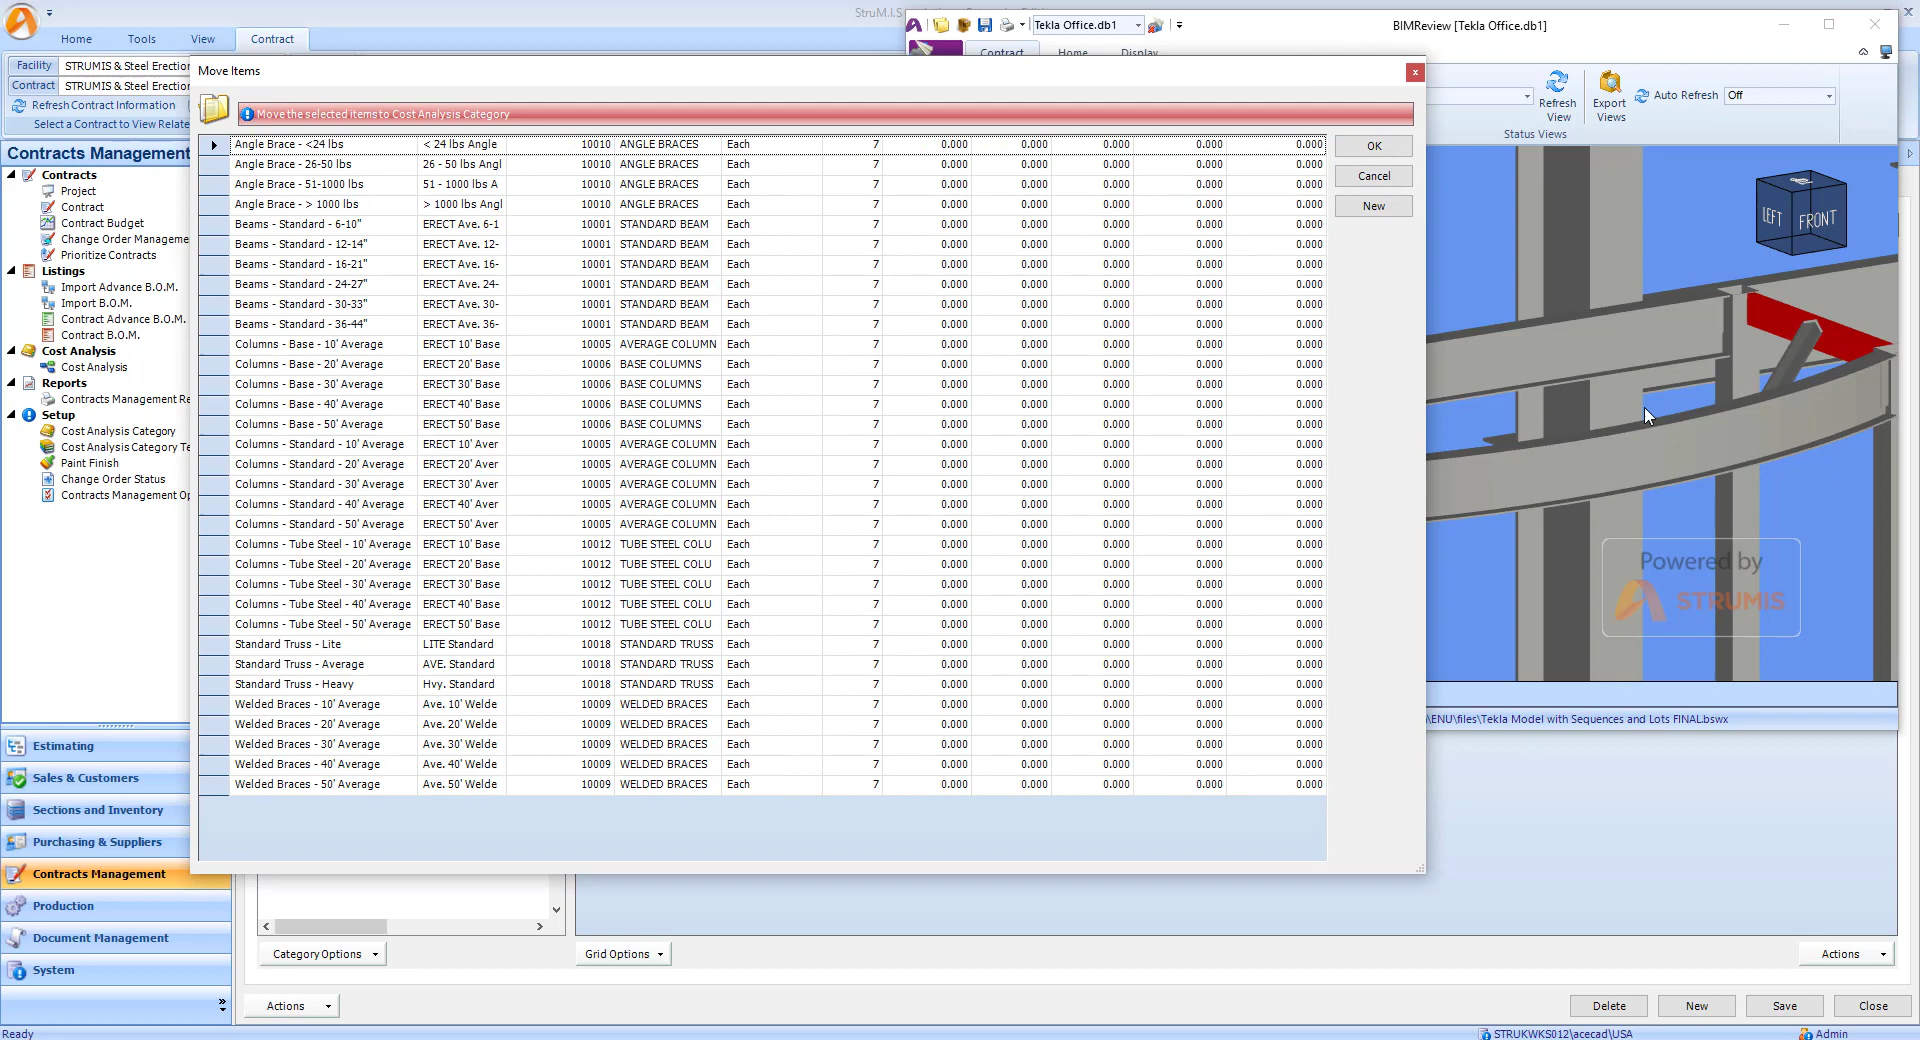 StruM.I.S
Home
Tools
View
Contract
Tekla Office.db1
BIMReview [Tekla Office.db1]
Contract
Home
Display
Facility
STRUMIS & Steel Erection
Contract
STRUMIS & Steel Erection
Refresh Contract Information
Select a Contract to View Relate
Contracts Management
Contracts
Project
Contract
Contract Budget
Change Order Manageme
Prioritize Contracts
Listings
Import Advance B.O.M.
Import B.O.M.
Contract Advance B.O.M.
Contract B.O.M.
Cost Analysis
Cost Analysis
Reports
Contracts Management Re
Setup
Cost Analysis Category
Cost Analysis Category Te
Paint Finish
Change Order Status
Contracts Management Op
Estimating
Sales & Customers
Sections and Inventory
Purchasing & Suppliers
Contracts Management
Production
Document Management
System
Ready
Move Items
Move the selected items to Cost Analysis Category
Angle Brace - <24 lbs < 24 lbs Angle 10010 ANGLE BRACES Each 7 0.000 0.000 0.000 0.000 0.000
Angle Brace - 26-50 lbs 26 - 50 lbs Angl 10010 ANGLE BRACES Each 7 0.000 0.000 0.000 0.000 0.000
Angle Brace - 51-1000 lbs 51 - 1000 lbs A 10010 ANGLE BRACES Each 7 0.000 0.000 0.000 0.000 0.000
Angle Brace - > 1000 lbs > 1000 lbs Angl 10010 ANGLE BRACES Each 7 0.000 0.000 0.000 0.000 0.000
Beams - Standard - 6-10" ERECT Ave. 6-1 10001 STANDARD BEAM Each 7 0.000 0.000 0.000 0.000 0.000
Beams - Standard - 12-14" ERECT Ave. 12- 10001 STANDARD BEAM Each 7 0.000 0.000 0.000 0.000 0.000
Beams - Standard - 16-21" ERECT Ave. 16- 10001 STANDARD BEAM Each 7 0.000 0.000 0.000 0.000 0.000
Beams - Standard - 24-27" ERECT Ave. 24- 10001 STANDARD BEAM Each 7 0.000 0.000 0.000 0.000 0.000
Beams - Standard - 30-33" ERECT Ave. 30- 10001 STANDARD BEAM Each 7 0.000 0.000 0.000 0.000 0.000
Beams - Standard - 36-44" ERECT Ave. 36- 10001 STANDARD BEAM Each 7 0.000 0.000 0.000 0.000 0.000
Columns - Base - 10' Average ERECT 10' Base 10005 AVERAGE COLUMN Each 7 0.000 0.000 0.000 0.000 0.000
Columns - Base - 20' Average ERECT 20' Base 10006 BASE COLUMNS Each 7 0.000 0.000 0.000 0.000 0.000
Columns - Base - 30' Average ERECT 30' Base 10006 BASE COLUMNS Each 7 0.000 0.000 0.000 0.000 0.000
Columns - Base - 40' Average ERECT 40' Base 10006 BASE COLUMNS Each 7 0.000 0.000 0.000 0.000 0.000
Columns - Base - 50' Average ERECT 50' Base 10006 BASE COLUMNS Each 7 0.000 0.000 0.000 0.000 0.000
Columns - Standard - 10' Average ERECT 10' Aver 10005 AVERAGE COLUMN Each 7 0.000 0.000 0.000 0.000 0.000
Columns - Standard - 20' Average ERECT 20' Aver 10005 AVERAGE COLUMN Each 7 0.000 0.000 0.000 0.000 0.000
Columns - Standard - 30' Average ERECT 30' Aver 10005 AVERAGE COLUMN Each 7 0.000 0.000 0.000 0.000 0.000
Columns - Standard - 40' Average ERECT 40' Aver 10005 AVERAGE COLUMN Each 7 0.000 0.000 0.000 0.000 0.000
Columns - Standard - 50' Average ERECT 50' Aver 10005 AVERAGE COLUMN Each 7 0.000 0.000 0.000 0.000 0.000
Columns - Tube Steel - 10' Average ERECT 10' Base 10012 TUBE STEEL COLU Each 7 0.000 0.000 0.000 0.000 0.000
Columns - Tube Steel - 20' Average ERECT 20' Base 10012 TUBE STEEL COLU Each 7 0.000 0.000 0.000 0.000 0.000
Columns - Tube Steel - 30' Average ERECT 30' Base 10012 TUBE STEEL COLU Each 7 0.000 0.000 0.000 0.000 0.000
Columns - Tube Steel - 40' Average ERECT 40' Base 10012 TUBE STEEL COLU Each 7 0.000 0.000 0.000 0.000 0.000
Columns - Tube Steel - 50' Average ERECT 50' Base 10012 TUBE STEEL COLU Each 7 0.000 0.000 0.000 0.000 0.000
Standard Truss - Lite LITE Standard 10018 STANDARD TRUSS Each 7 0.000 0.000 0.000 0.000 0.000
Standard Truss - Average AVE. Standard 10018 STANDARD TRUSS Each 7 0.000 0.000 0.000 0.000 0.000
Standard Truss - Heavy Hvy. Standard 10018 STANDARD TRUSS Each 7 0.000 0.000 0.000 0.000 0.000
Welded Braces - 10' Average Ave. 10' Welde 10009 WELDED BRACES Each 7 0.000 0.000 0.000 0.000 0.000
Welded Braces - 20' Average Ave. 20' Welde 10009 WELDED BRACES Each 7 0.000 0.000 0.000 0.000 0.000
Welded Braces - 30' Average Ave. 30' Welde 10009 WELDED BRACES Each 7 0.000 0.000 0.000 0.000 0.000
Welded Braces - 40' Average Ave. 40' Welde 10009 WELDED BRACES Each 7 0.000 0.000 0.000 0.000 0.000
Welded Braces - 50' Average Ave. 50' Welde 10009 WELDED BRACES Each 7 0.000 0.000 0.000 0.000 0.000
OK
Cancel
New
Refresh View
Export Views
Auto Refresh
Off
Status Views
LEFT
FRONT
Powered by
STRUMIS
\ENU\files\Tekla Model with Sequences and Lots FINAL.bswx
Category Options
Grid Options
Actions
Actions
Delete
New
Save
Close
STRUKWKS012\acecad\USA
Admin